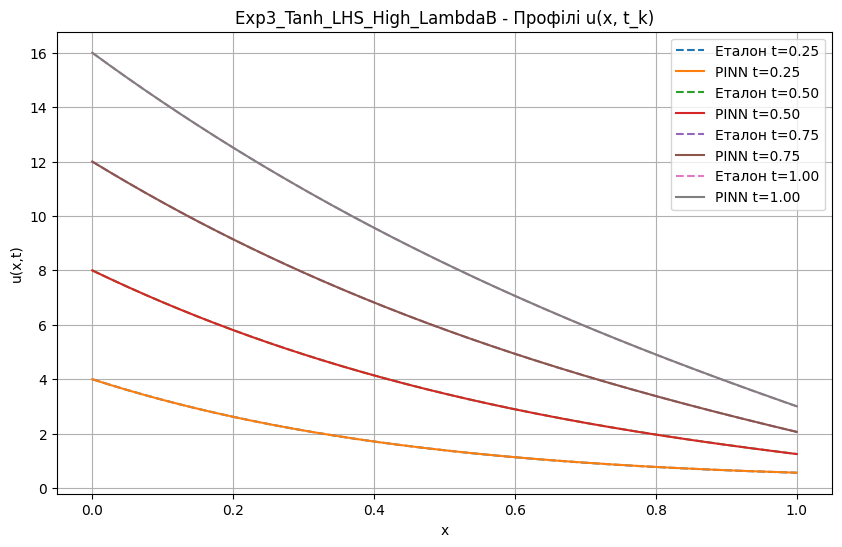 Exp3_Tanh_LHS_High_LambdaB - Профілі u(x, t_k)
Еталон t=0.25
PINN t=0.25
Еталон t=0.50
PINN t=0.50
Еталон t=0.75
PINN t=0.75
Еталон t=1.00
PINN t=1.00
16
14
12
10
8
6
4
2
0
u(x,t)
0.0 0.2 0.4 0.6 0.8 1.0
x